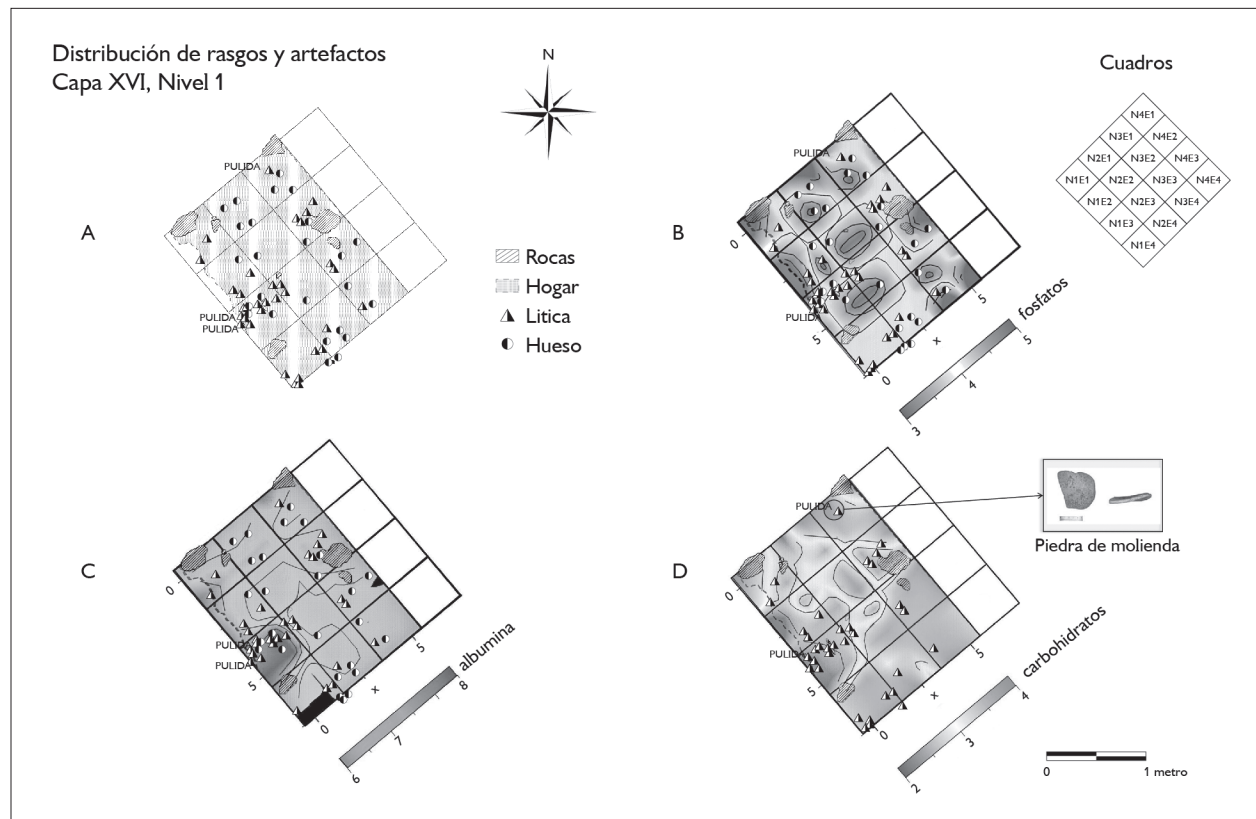 Distribución de rasgos y artefactos
Capa XVI, Nivel 1
N
Cuadros
N4E1
N3E1 N4E2
N2E1 N3E2 N4E3
N1E1 N2E2 N3E3 N4E4
N1E2 N2E3 N3E4
N1E3 N2E4
N1E4
A
PULIDA
PULIDA
PULIDA
Rocas
Hogar
Litica
Hueso
B
PULIDA
PULIDA
0
5
0
x
5
fosfatos
3
4
5
C
PULIDA
PULIDA
0
5
0
x
5
albumina
6
7
8
D
PULIDA
PULIDA
0
5
0
x
5
carbohidratos
2
3
4
Piedra de molienda
0 1 metro